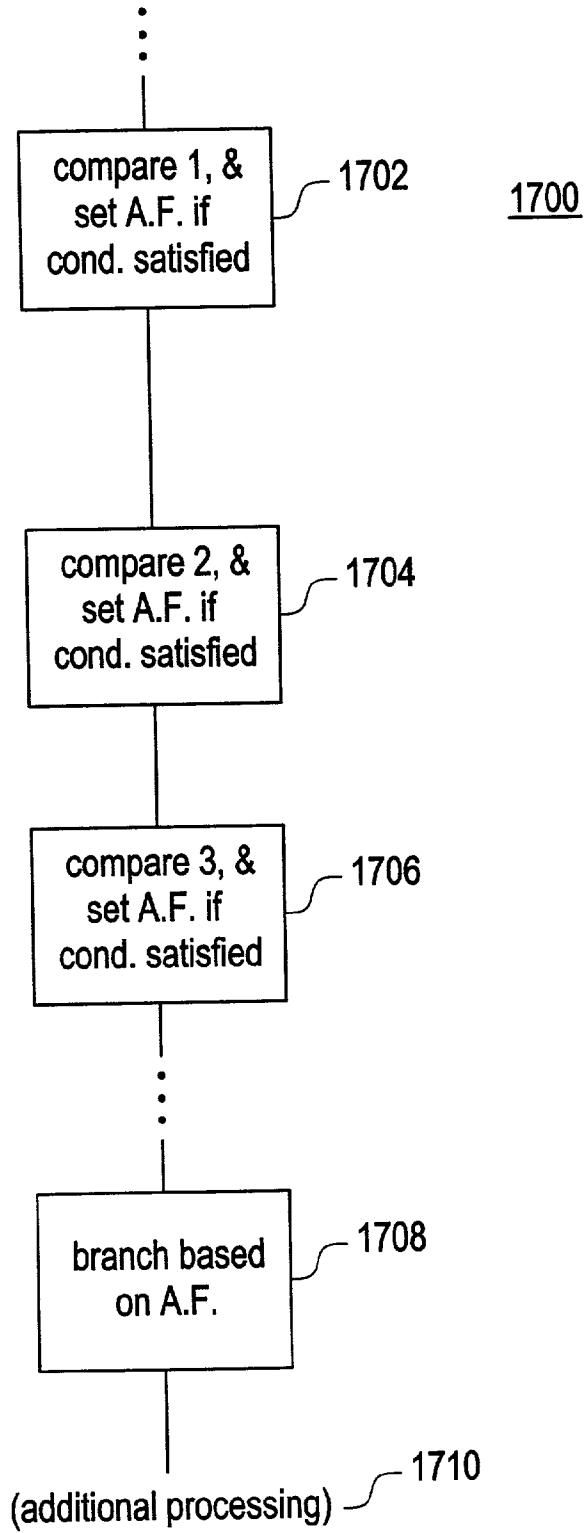 compare 1, &
set A.F. if
cond. satisfied
1702
1700
compare 2, &
set A.F. if
cond. satisfied
1704
compare 3, &
set A.F. if
cond. satisfied
1706
branch based
on A.F.
1708
(additional processing)
1710